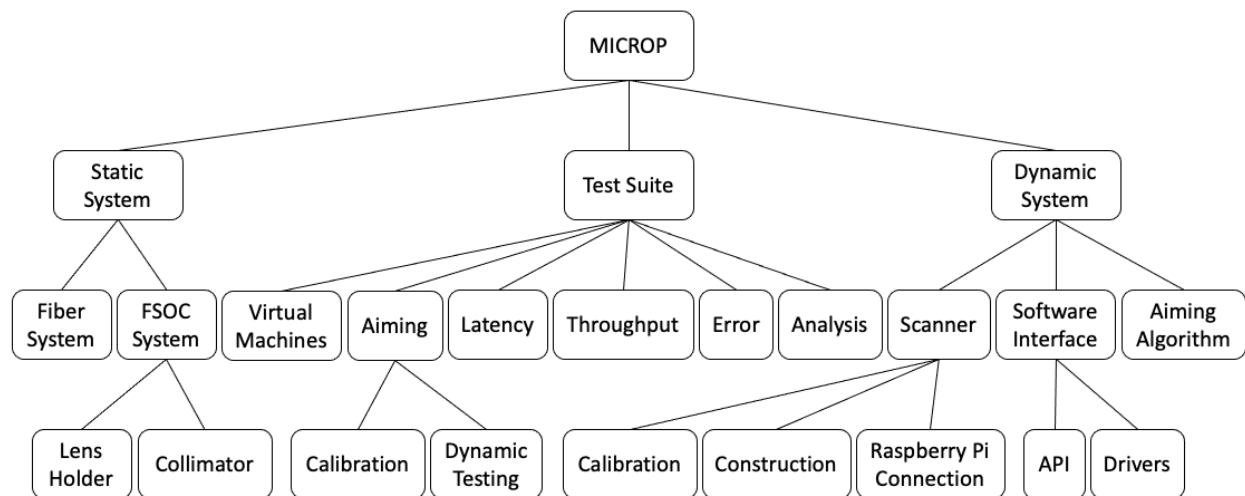 MICROP
Static
System
Test Suite
Dynamic
System
Fiber
System
FSOC
System
Virtual
Machines
Aiming
Latency
Throughput
Error
Analysis
Scanner
Software
Interface
Aiming
Algorithm
Lens
Holder
Collimator
Calibration
Dynamic
Testing
Calibration
Construction
Raspberry Pi
Connection
API
Drivers